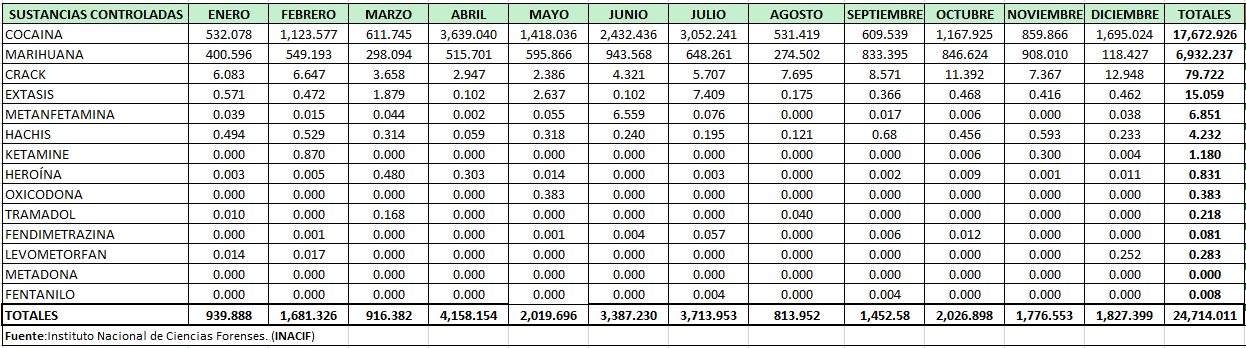 SUSTANCIAS CONTROLADAS ENERO FEBRERO MARZO ABRIL MAYO JUNIO JULIO AGOSTO SEPTIEMBRE OCTUBRE NOVIEMBRE DICIEMBRE TOTALES
COCAINA 532.078 1,123.577 611.745 3,639.040 1,418.036 2,432.436 3,052.241 531.419 609.539 1,167.925 859.866 1,695.024 17,672.926
MARIHUANA 400.596 549.193 298.094 515.701 595.866 943.568 648.261 274.502 833.395 846.624 908.010 118.427 6,932.237
CRACK 6.083 6.647 3.658 2.947 2.386 4.321 5.707 7.695 8.571 11.392 7.367 12.948 79.722
EXTASIS 0.571 0.472 1.879 0.102 2.637 0.102 7.409 0.175 0.366 0.468 0.416 0.462 15.059
METANFETAMINA 0.039 0.015 0.044 0.002 0.055 6.559 0.076 0.000 0.017 0.006 0.000 0.038 6.851
HACHIS 0.494 0.529 0.314 0.059 0.318 0.240 0.195 0.121 0.68 0.456 0.593 0.233 4.232
KETAMINE 0.000 0.870 0.000 0.000 0.000 0.000 0.000 0.000 0.000 0.006 0.300 0.004 1.180
HEROÍNA 0.003 0.005 0.480 0.303 0.014 0.000 0.003 0.000 0.002 0.009 0.001 0.011 0.831
OXICODONA 0.000 0.000 0.000 0.000 0.383 0.000 0.000 0.000 0.000 0.000 0.000 0.000 0.383
TRAMADOL 0.010 0.000 0.168 0.000 0.000 0.000 0.000 0.040 0.000 0.000 0.000 0.000 0.218
FENDIMETRAZINA 0.000 0.001 0.000 0.000 0.001 0.004 0.057 0.000 0.006 0.012 0.000 0.000 0.081
LEVOMETORFAN 0.014 0.017 0.000 0.000 0.000 0.000 0.000 0.000 0.000 0.000 0.000 0.252 0.283
METADONA 0.000 0.000 0.000 0.000 0.000 0.000 0.000 0.000 0.000 0.000 0.000 0.000 0.000
FENTANILO 0.000 0.000 0.000 0.000 0.000 0.000 0.004 0.000 0.004 0.000 0.000 0.000 0.008
TOTALES 939.888 1,681.326 916.382 4,158.154 2,019.696 3,387.230 3,713.953 813.952 1,452.58 2,026.898 1,776.553 1,827.399 24,714.011
Fuente:Instituto Nacional de Ciencias Forenses. (INACIF)